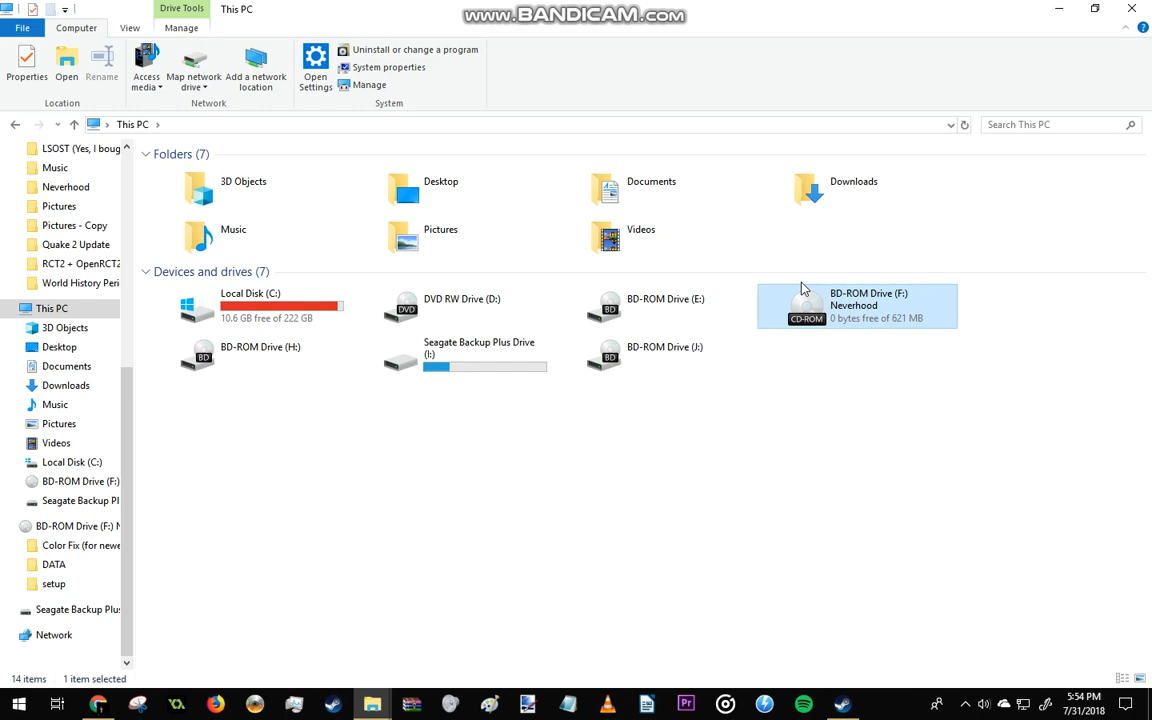 Drive Tools
This PC
www.BANDICAM.com
File
Computer
View
Manage
Properties
Open
Rename
Access media
Map network drive
Add a network location
Open Settings
Uninstall or change a program
System properties
Manage
Location
Network
System
This PC
Search This PC
LSOST (Yes, I boug
Music
Neverhood
Pictures
Pictures - Copy
Quake 2 Update
RCT2 + OpenRCT2
World History Peri
This PC
3D Objects
Desktop
Documents
Downloads
Music
Pictures
Videos
Local Disk (C:)
BD-ROM Drive (F:)
Seagate Backup Pl
BD-ROM Drive (F:) N
Color Fix (for newe
DATA
setup
Seagate Backup Plus
Network
Folders (7)
3D Objects
Desktop
Documents
Downloads
Music
Pictures
Videos
Devices and drives (7)
Local Disk (C:)
10.6 GB free of 222 GB
DVD
DVD RW Drive (D:)
BD
BD-ROM Drive (E:)
CD-ROM
BD-ROM Drive (F:)
Neverhood
0 bytes free of 621 MB
BD
BD-ROM Drive (H:)
Seagate Backup Plus Drive
(I:)
BD
BD-ROM Drive (J:)
14 items
1 item selected
Pr
5:54 PM
7/31/2018